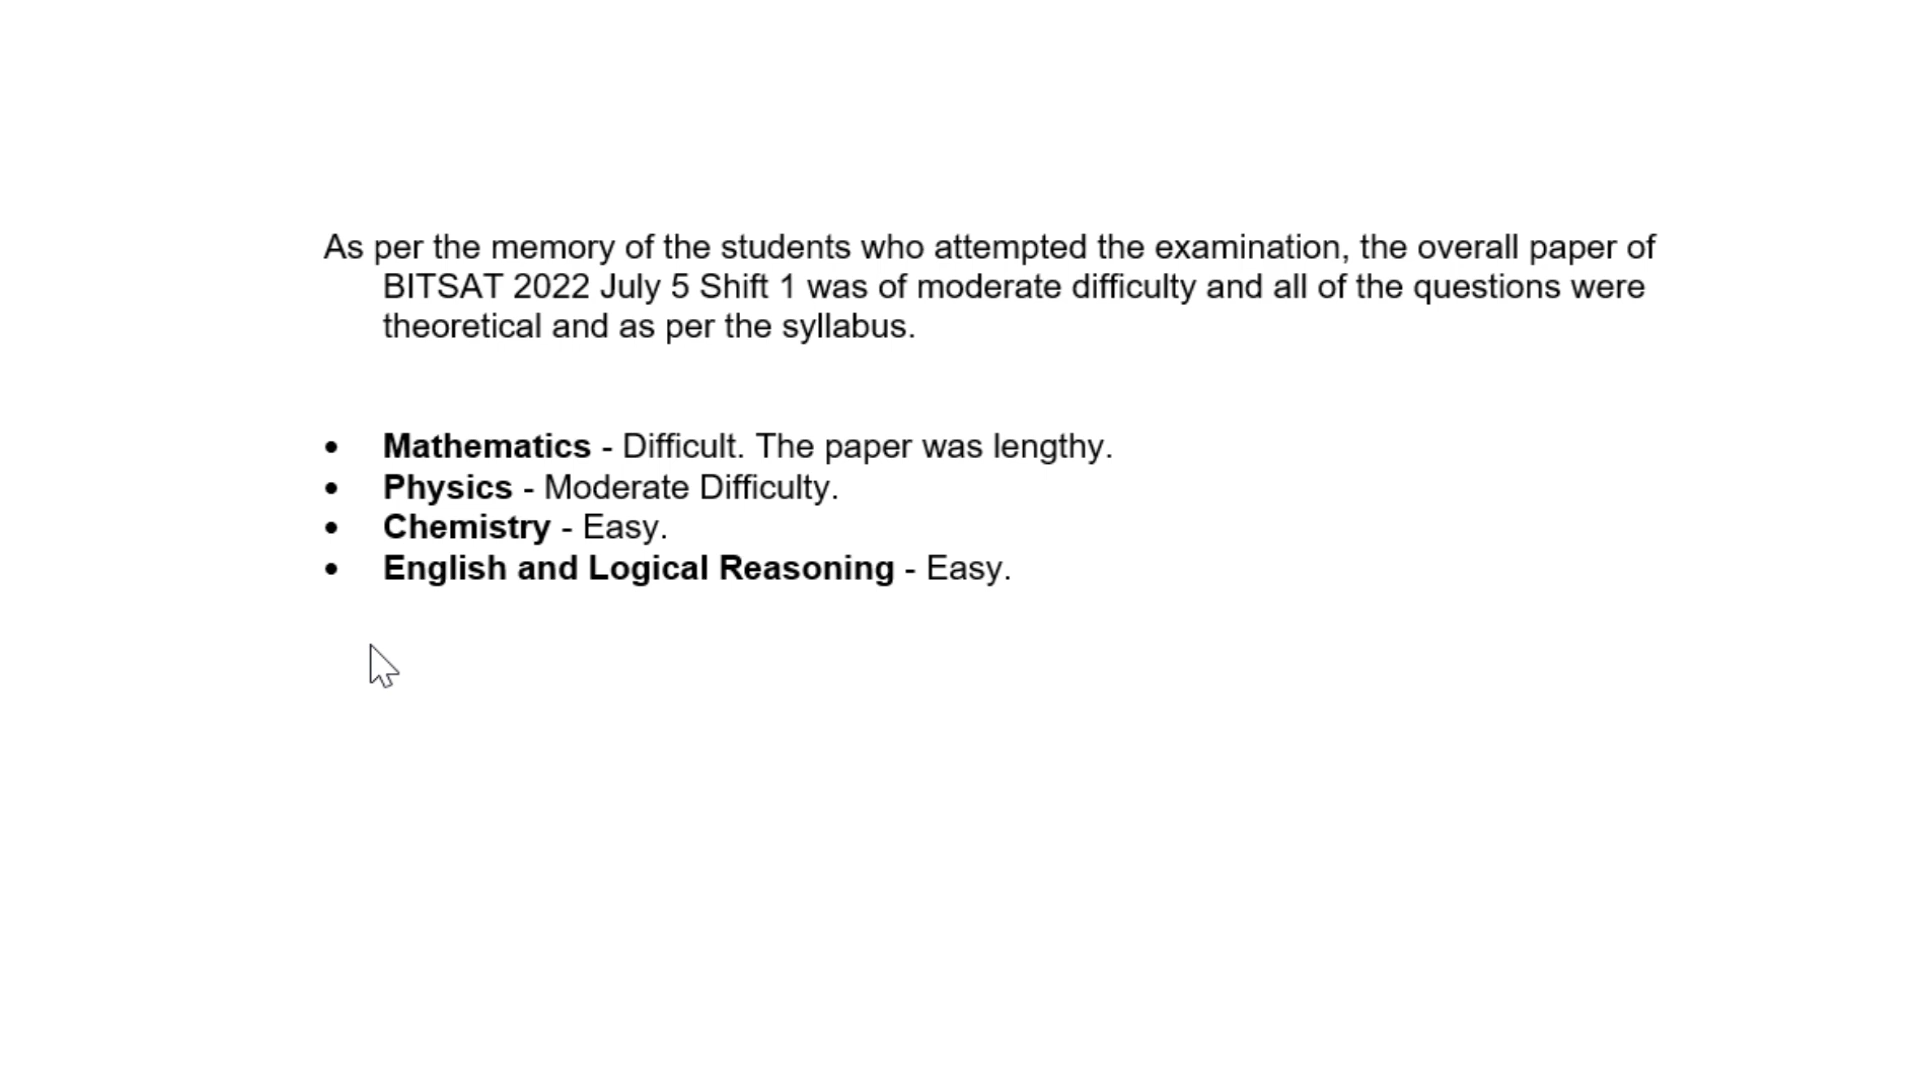 As per the memory of the students who attempted the examination, the overall paper of
BITSAT 2022 July 5 Shift 1 was of moderate difficulty and all of the questions were
theoretical and as per the syllabus.
• Mathematics - Difficult. The paper was lengthy.
• Physics - Moderate Difficulty.
• Chemistry - Easy.
• English and Logical Reasoning - Easy.